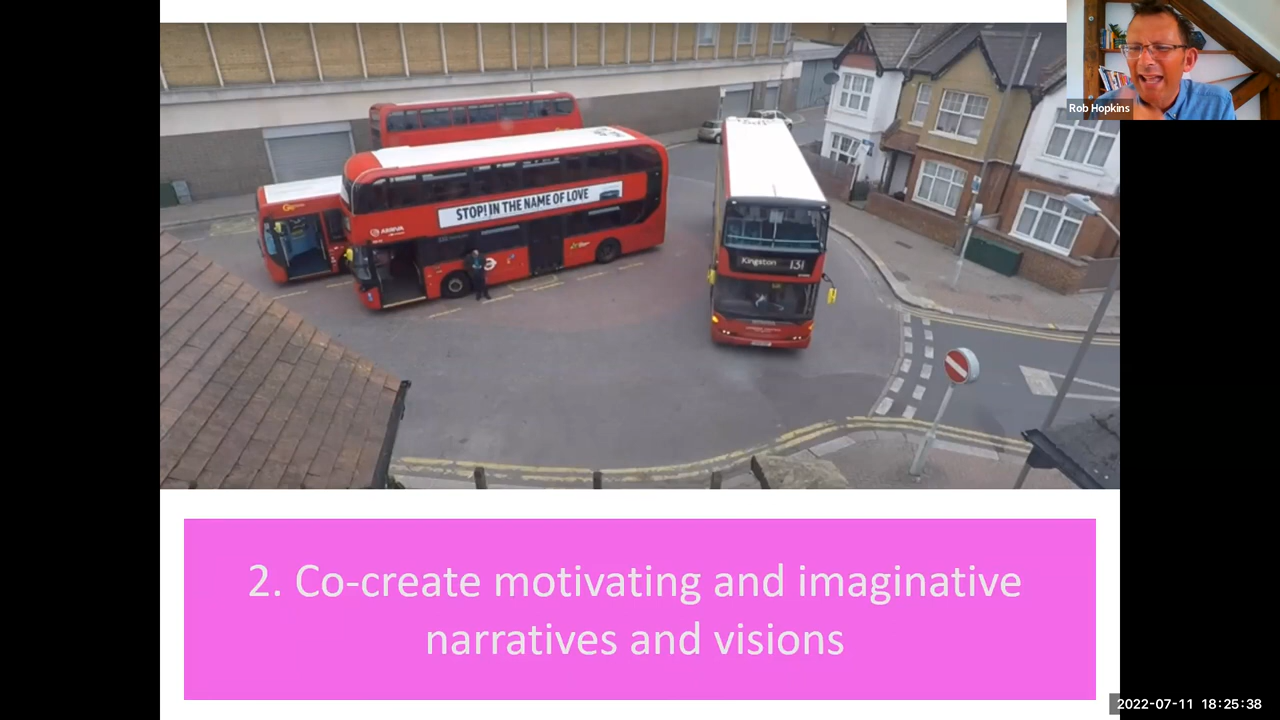 Rob Hopkins
STOP! IN THE NAME OF LOVE
ARRIVA
Kingston 131
2. Co-create motivating and imaginative
narratives and visions
2022-07-11 18:25:38